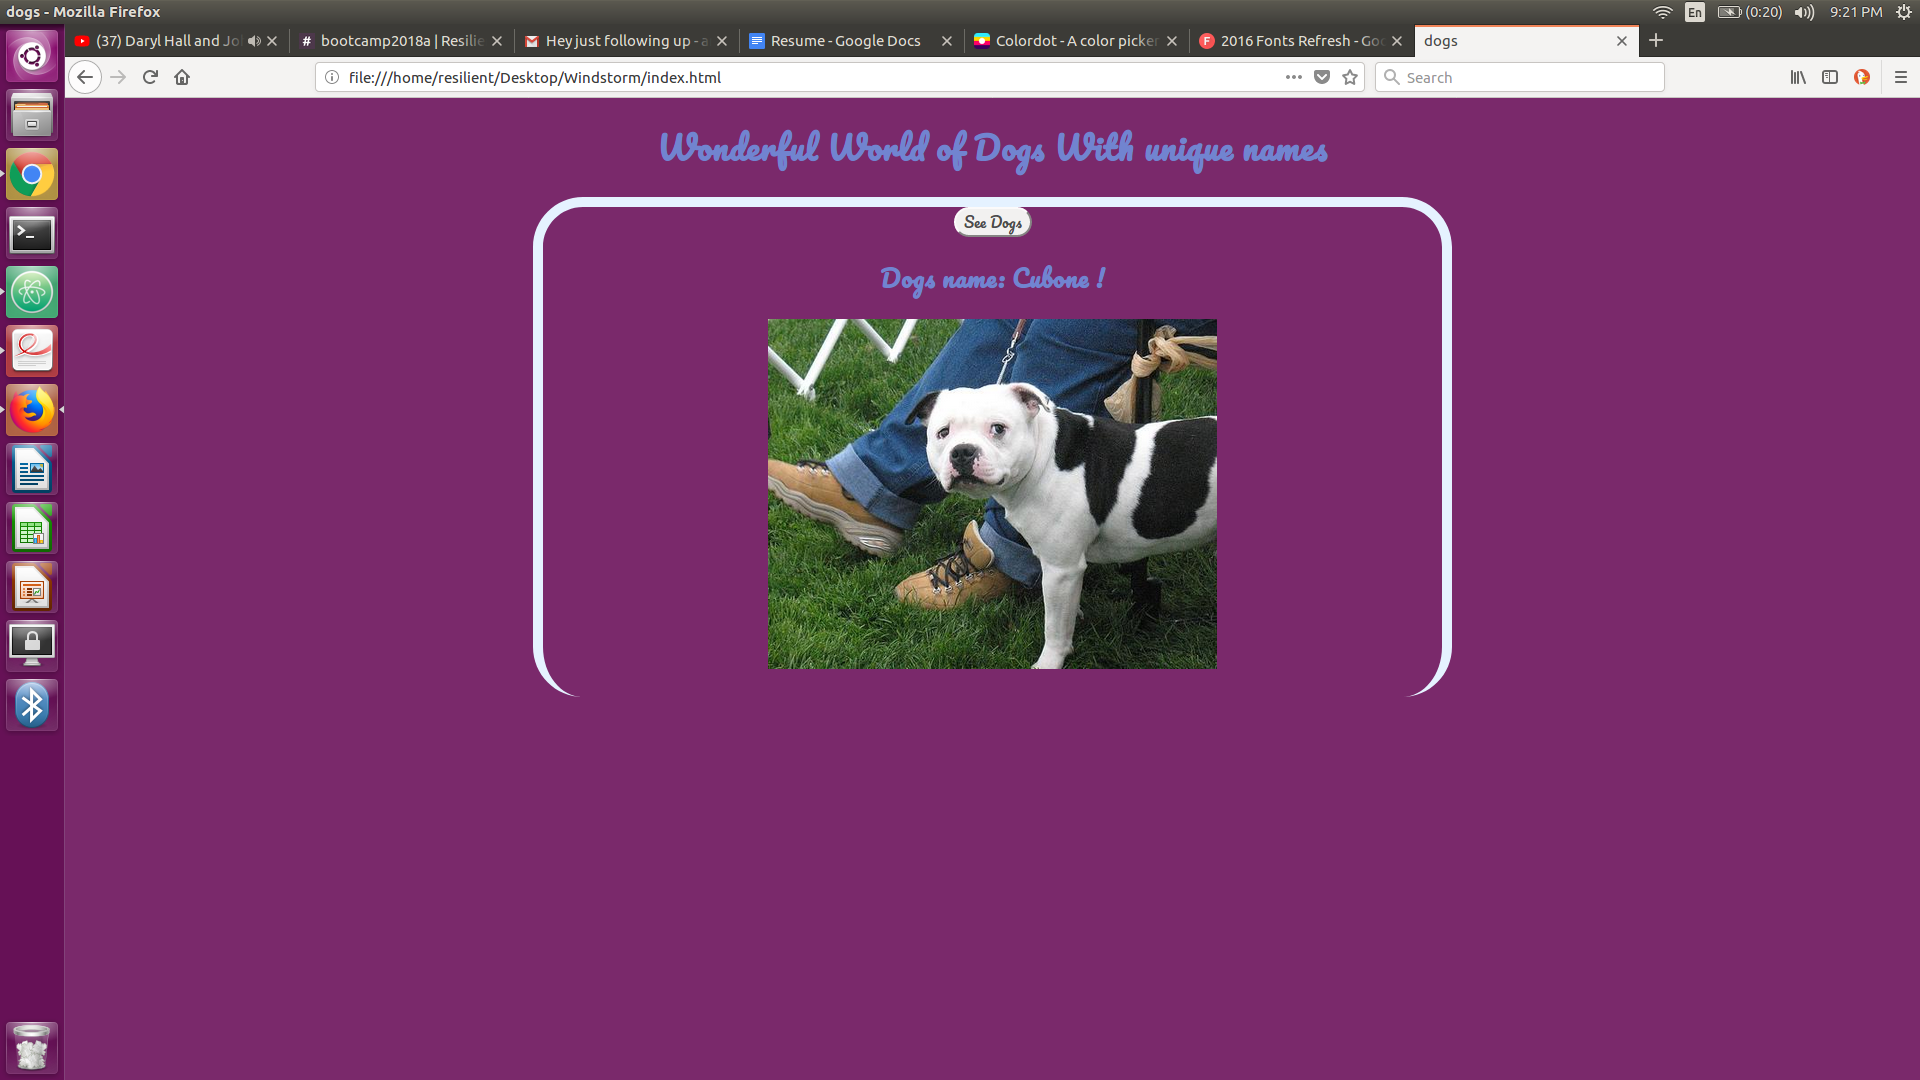 dogs - Mozilla Firefox
En
(0:20)
9:21 PM
(37) Daryl Hall and Jo
# bootcamp2018a | Resilie
Hey just following up - a
Resume - Google Docs
Colordot - A color picker
F
2016 Fonts Refresh - Goo
dogs
file:///home/resilient/Desktop/Windstorm/index.html
Search
Wonderful World of Dogs With unique names
See Dogs
Dogs name: Cubone !